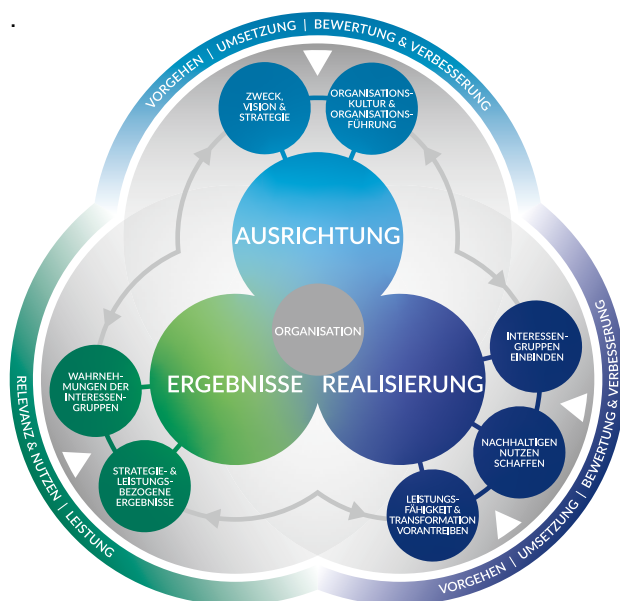 .
VORGEHEN | UMSETZUNG | BEWERTUNG & VERBESSERUNG
ZWECK,
VISION &
STRATEGIE
ORGANISATIONS-
KULTUR &
ORGANISATIONS-
FÜHRUNG
AUSRICHTUNG
ORGANISATION
ERGEBNISSE
REALISIERUNG
INTERESSEN-
GRUPPEN
EINBINDEN
NACHHALTIGEN
NUTZEN
SCHAFFEN
LEISTUNGS-
FÄHIGKEIT &
TRANSFORMATION
VORANTREIBEN
VORGEHEN | UMSETZUNG | BEWERTUNG & VERBESSERUNG
WAHRNEH-
MUNGEN DER
INTERESSEN-
GRUPPEN
STRATEGIE- &
LEISTUNGS-
BEZOGENE
ERGEBNISSE
RELEVANZ & NUTZEN | LEISTUNG